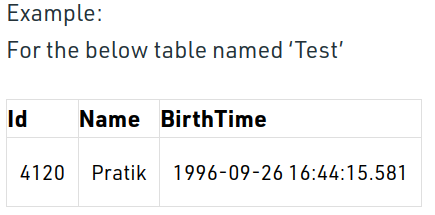 Example:
For the below table named ‘Test’
Id Name BirthTime
4120 Pratik 1996-09-26 16:44:15.581